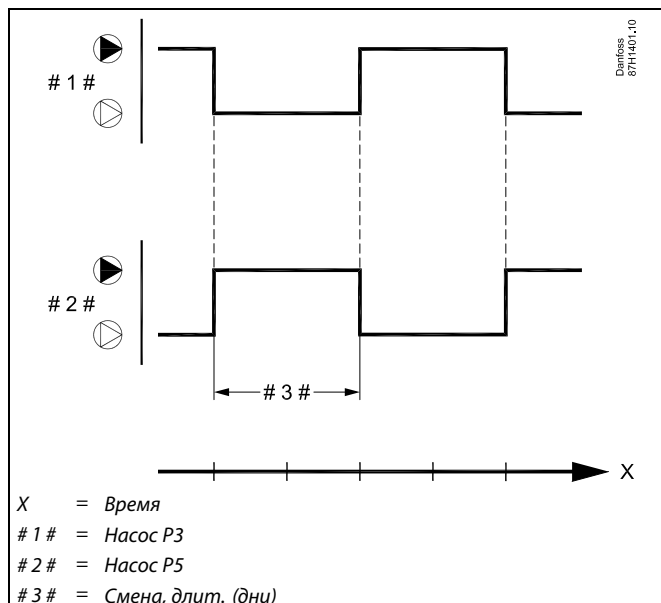 Danfoss
87H1401.10
# 1 #
# 2 #
# 3 #
X
X = Время
# 1 # = Насос P3
# 2 # = Насос P5
# 3 # = Смена, длит. (дни)